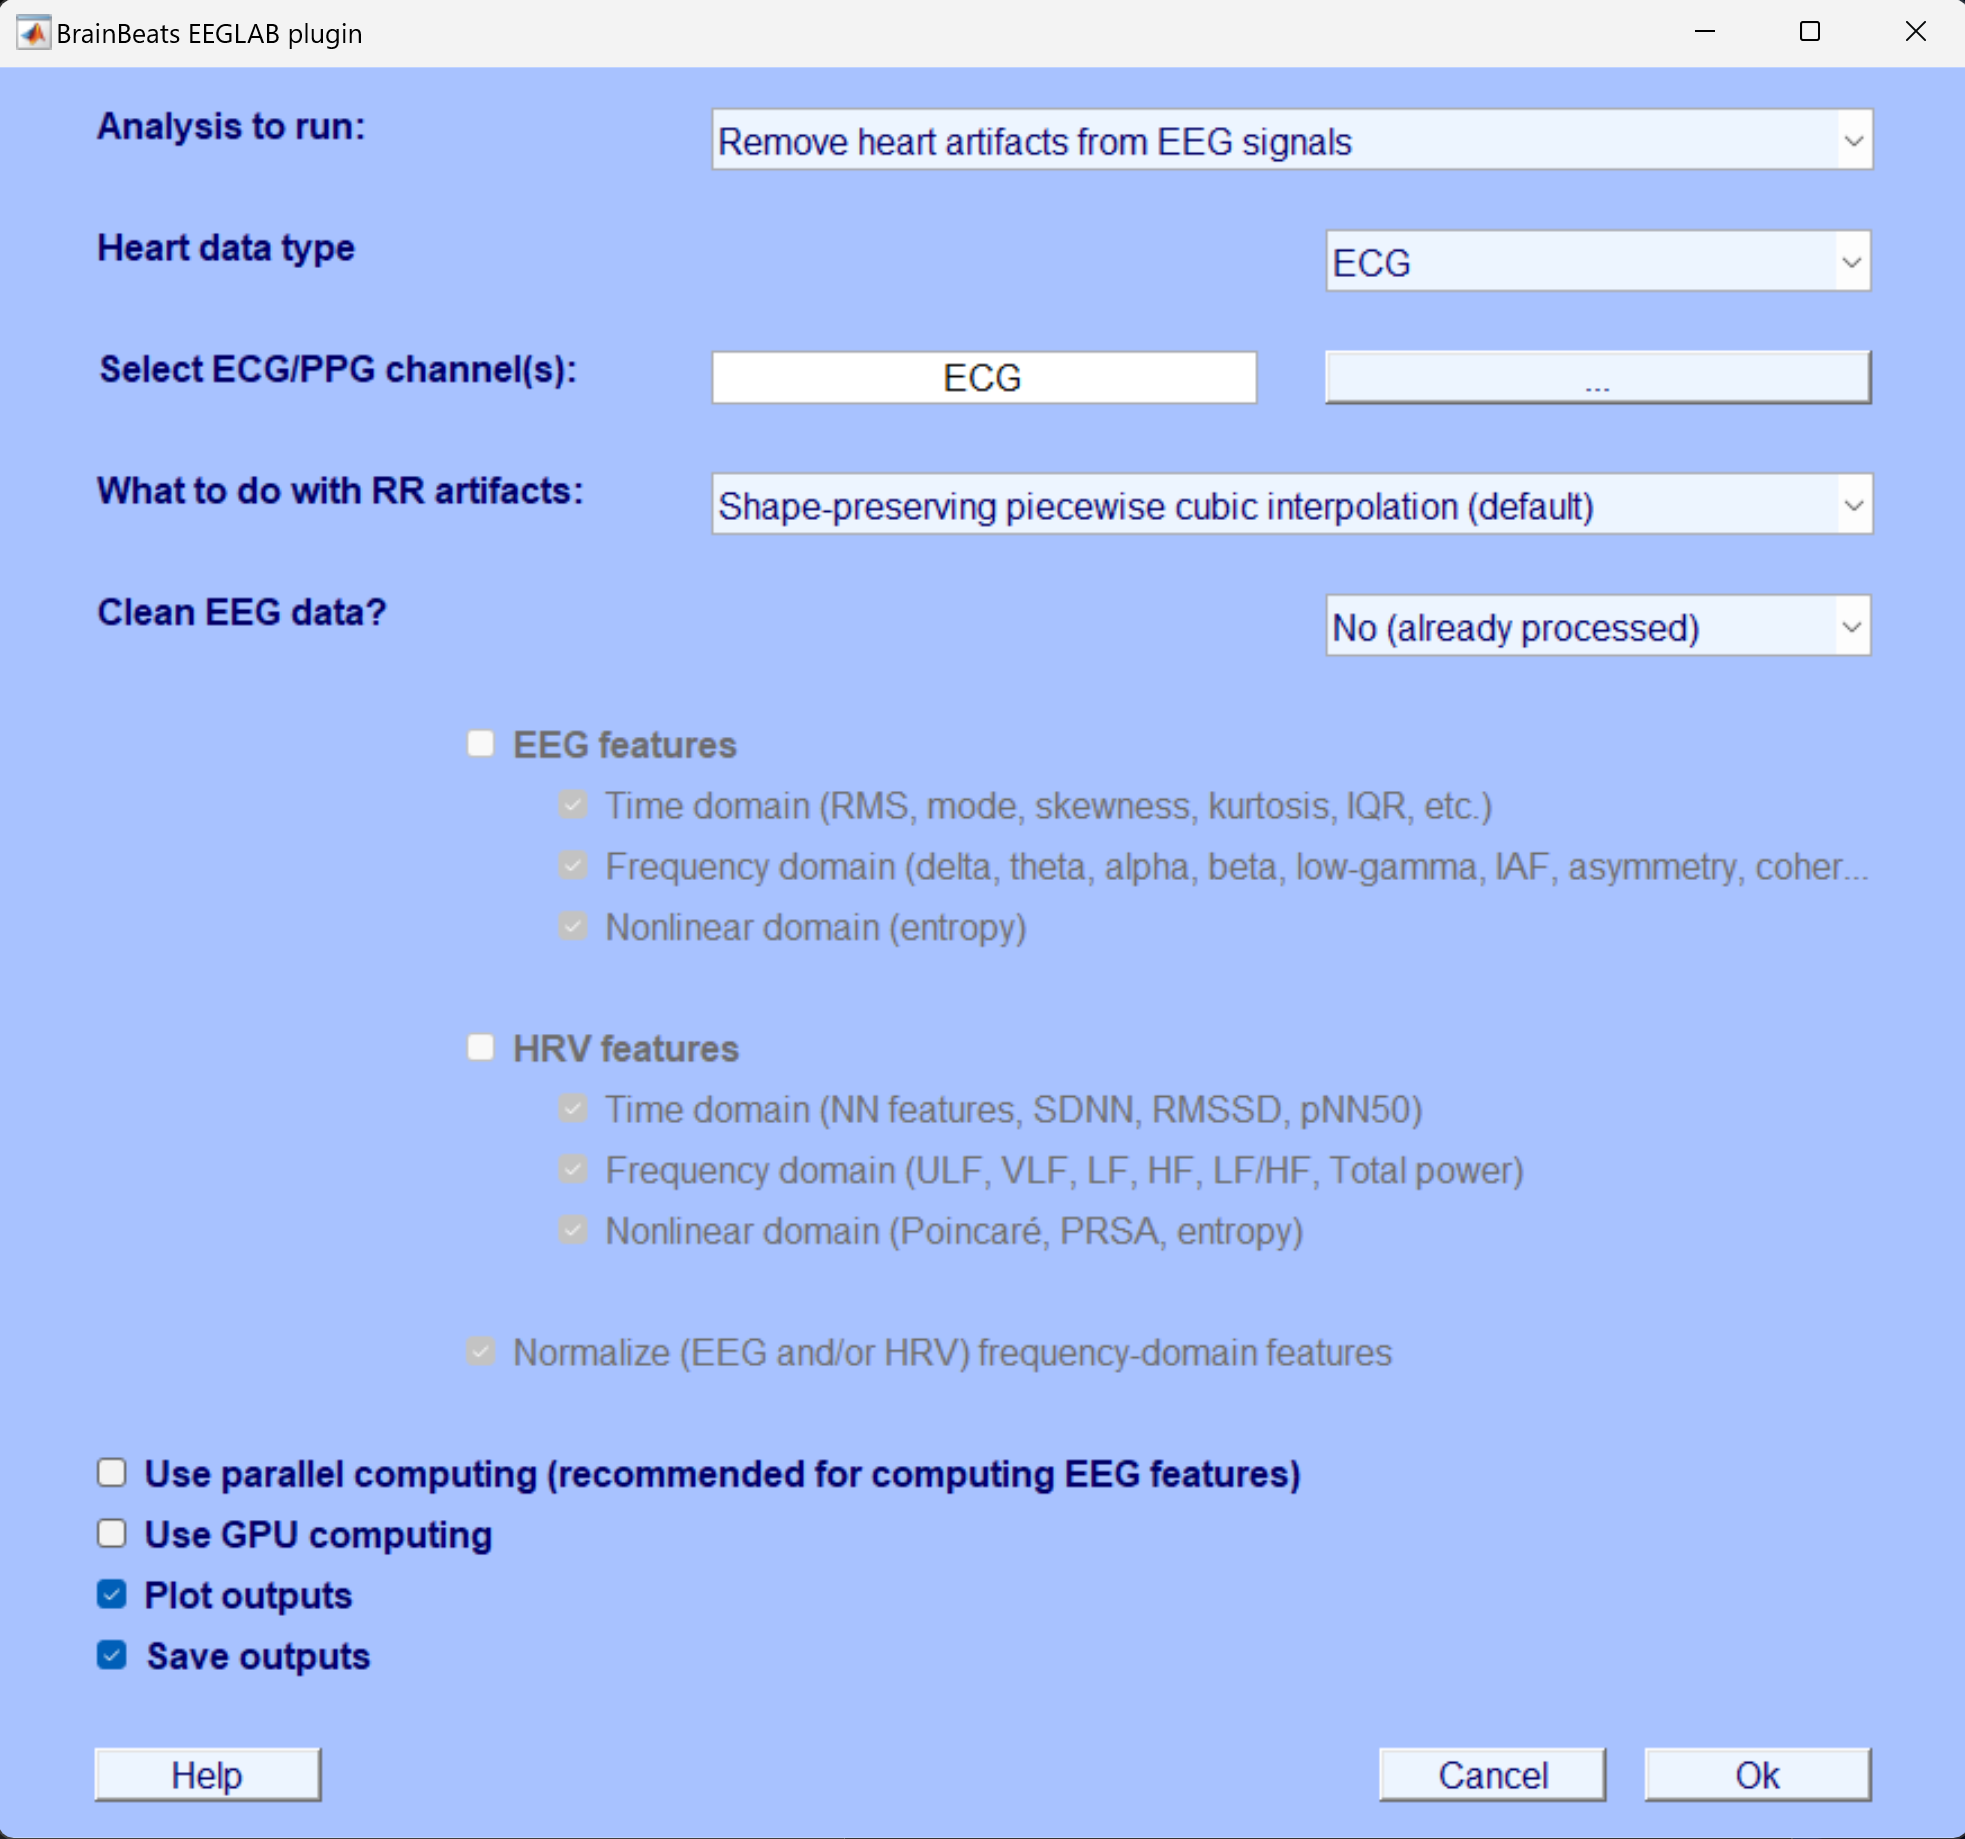 BrainBeats EEGLAB plugin
Analysis to run:
Remove heart artifacts from EEG signals
Heart data type
ECG
Select ECG/PPG channel(s):
ECG
...
What to do with RR artifacts:
Shape-preserving piecewise cubic interpolation (default)
Clean EEG data?
No (already processed)
EEG features
Time domain (RMS, mode, skewness, kurtosis, IQR, etc.)
Frequency domain (delta, theta, alpha, beta, low-gamma, IAF, asymmetry, coher...
Nonlinear domain (entropy)
HRV features
Time domain (NN features, SDNN, RMSSD, pNN50)
Frequency domain (ULF, VLF, LF, HF, LF/HF, Total power)
Nonlinear domain (Poincaré, PRSA, entropy)
Normalize (EEG and/or HRV) frequency-domain features
Use parallel computing (recommended for computing EEG features)
Use GPU computing
Plot outputs
Save outputs
Help
Cancel
Ok